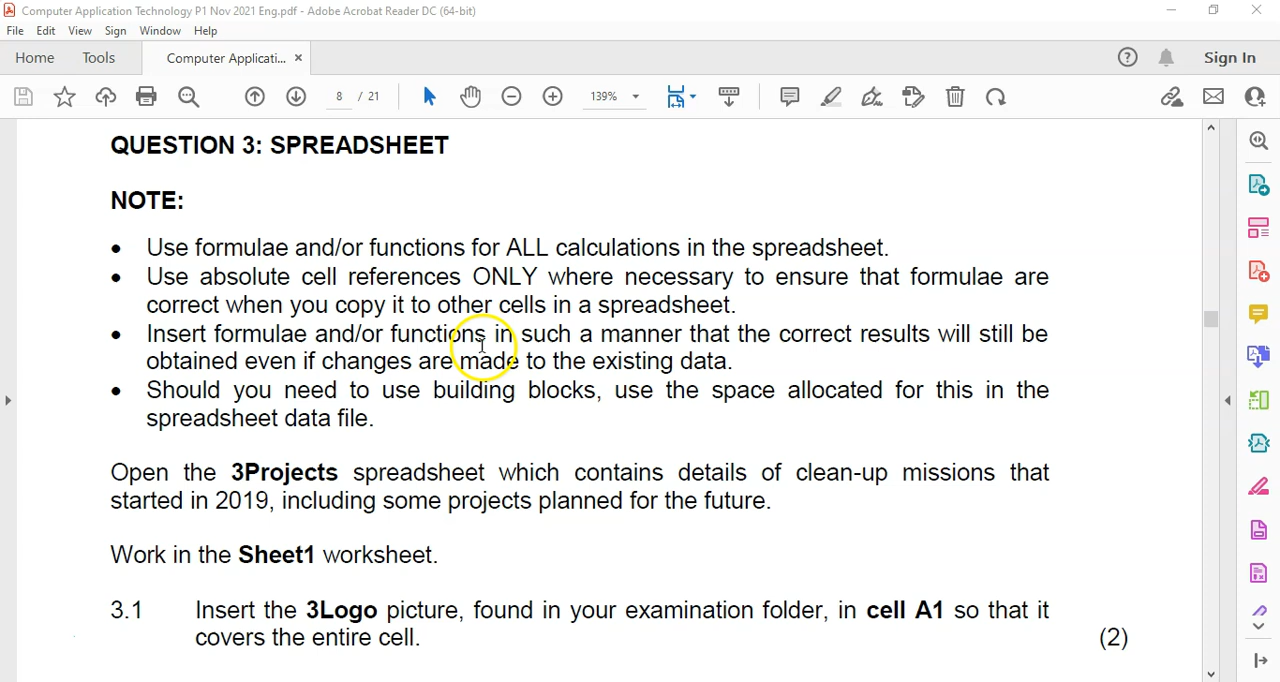 Computer Application Technology P1 Nov 2021 Eng.pdf - Adobe Acrobat Reader DC (64-bit)
File Edit View Sign Window Help
Home Tools Computer Applicati... × Sign In
8 / 21 139%
QUESTION 3: SPREADSHEET
NOTE:
• Use formulae and/or functions for ALL calculations in the spreadsheet.
• Use absolute cell references ONLY where necessary to ensure that formulae are
correct when you copy it to other cells in a spreadsheet.
• Insert formulae and/or functions in such a manner that the correct results will still be
obtained even if changes are made to the existing data.
• Should you need to use building blocks, use the space allocated for this in the
spreadsheet data file.
Open the 3Projects spreadsheet which contains details of clean-up missions that
started in 2019, including some projects planned for the future.
Work in the Sheet1 worksheet.
3.1 Insert the 3Logo picture, found in your examination folder, in cell A1 so that it
covers the entire cell. (2)